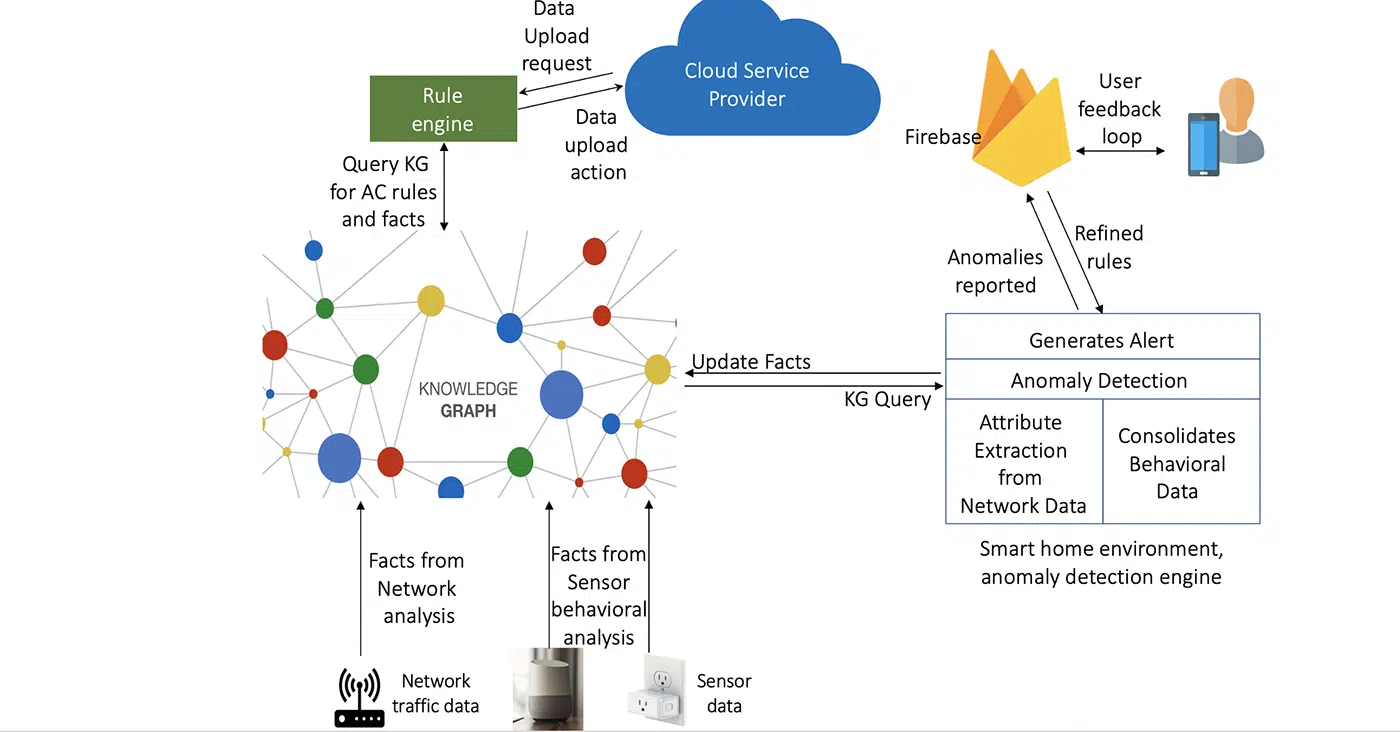 Data
Upload
request
Cloud Service
Provider
Rule
engine
Data
upload
action
Query KG
for AC rules
and facts
Firebase
User
feedback
loop
Anomalies
reported
Refined
rules
KNOWLEDGE
GRAPH
Update Facts
KG Query
Generates Alert
Anomaly Detection
Attribute
Extraction
from
Network Data
Consolidates
Behavioral
Data
Smart home environment,
anomaly detection engine
Facts from
Network
analysis
Facts from
Sensor
behavioral
analysis
Network
traffic data
Sensor
data